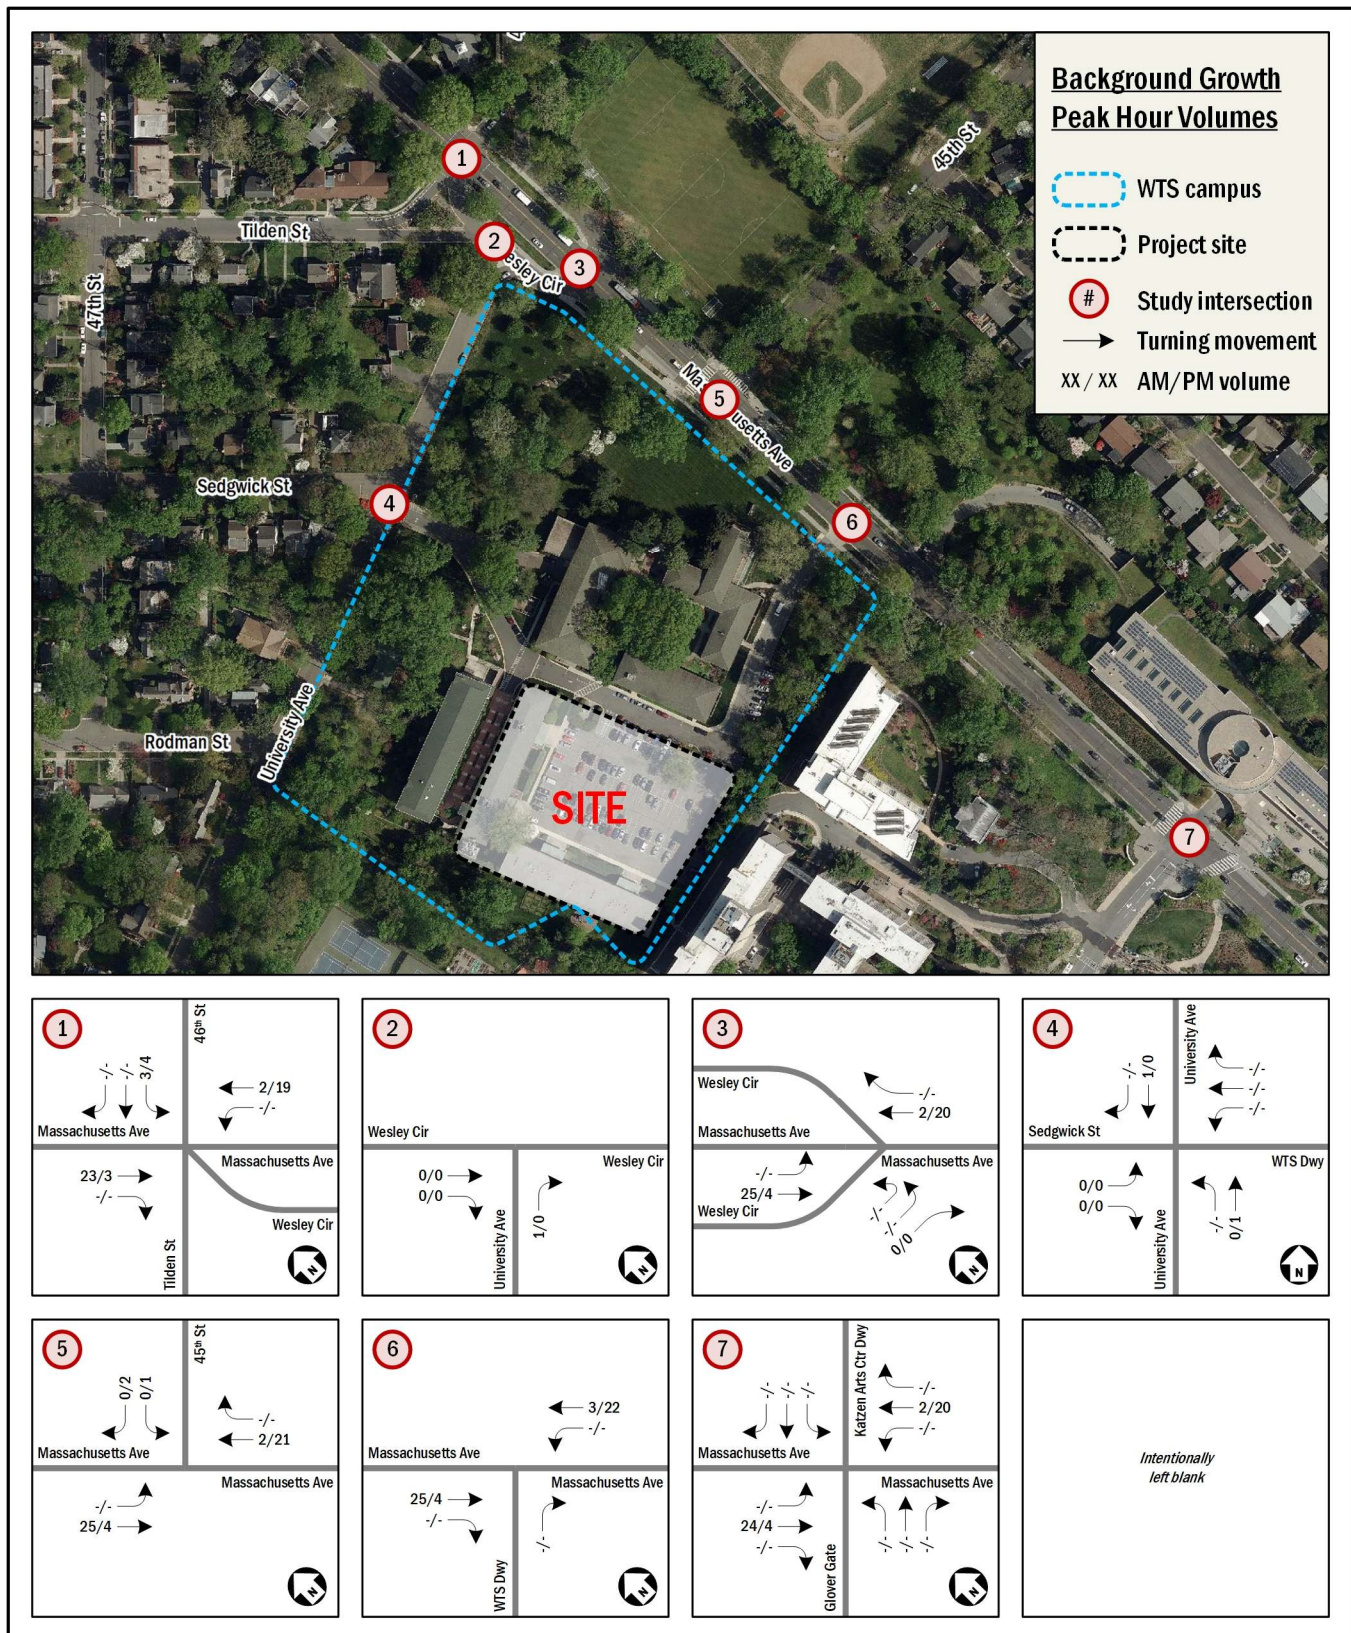 Background Growth
Peak Hour Volumes
WTS campus
Project site
# Study intersection
Turning movement
XX / XX AM/PM volume
45th St
1
Tilden St
2
esley Cir
3
47th St
5
Mas
usetts Ave
Sedgwick St
4
6
University Ave
Rodman St
SITE
7
1
46th St
-/-
-/-
3/4
2/19
-/-
Massachusetts Ave
Massachusetts Ave
23/3
-/-
Wesley Cir
Tilden St
N
2
Wesley Cir
Wesley Cir
0/0
0/0
1/0
University Ave
N
3
Wesley Cir
-/-
2/20
Massachusetts Ave
Massachusetts Ave
-/-
25/4
Wesley Cir
-/-
-/-
0/0
N
4
University Ave
-/-
1/0
-/-
-/-
-/-
Sedgwick St
WTS Dwy
0/0
0/0
-/-
0/1
University Ave
N
5
45th St
0/2
0/1
-/-
2/21
Massachusetts Ave
Massachusetts Ave
-/-
25/4
N
6
3/22
-/-
Massachusetts Ave
Massachusetts Ave
25/4
-/-
-/-
WTS Dwy
N
7
Katzen Arts Ctr Dwy
-/-
-/-
-/-
-/-
2/20
-/-
Massachusetts Ave
Massachusetts Ave
-/-
24/4
-/-
-/-
-/-
-/-
Glover Gate
N
Intentionally
left blank